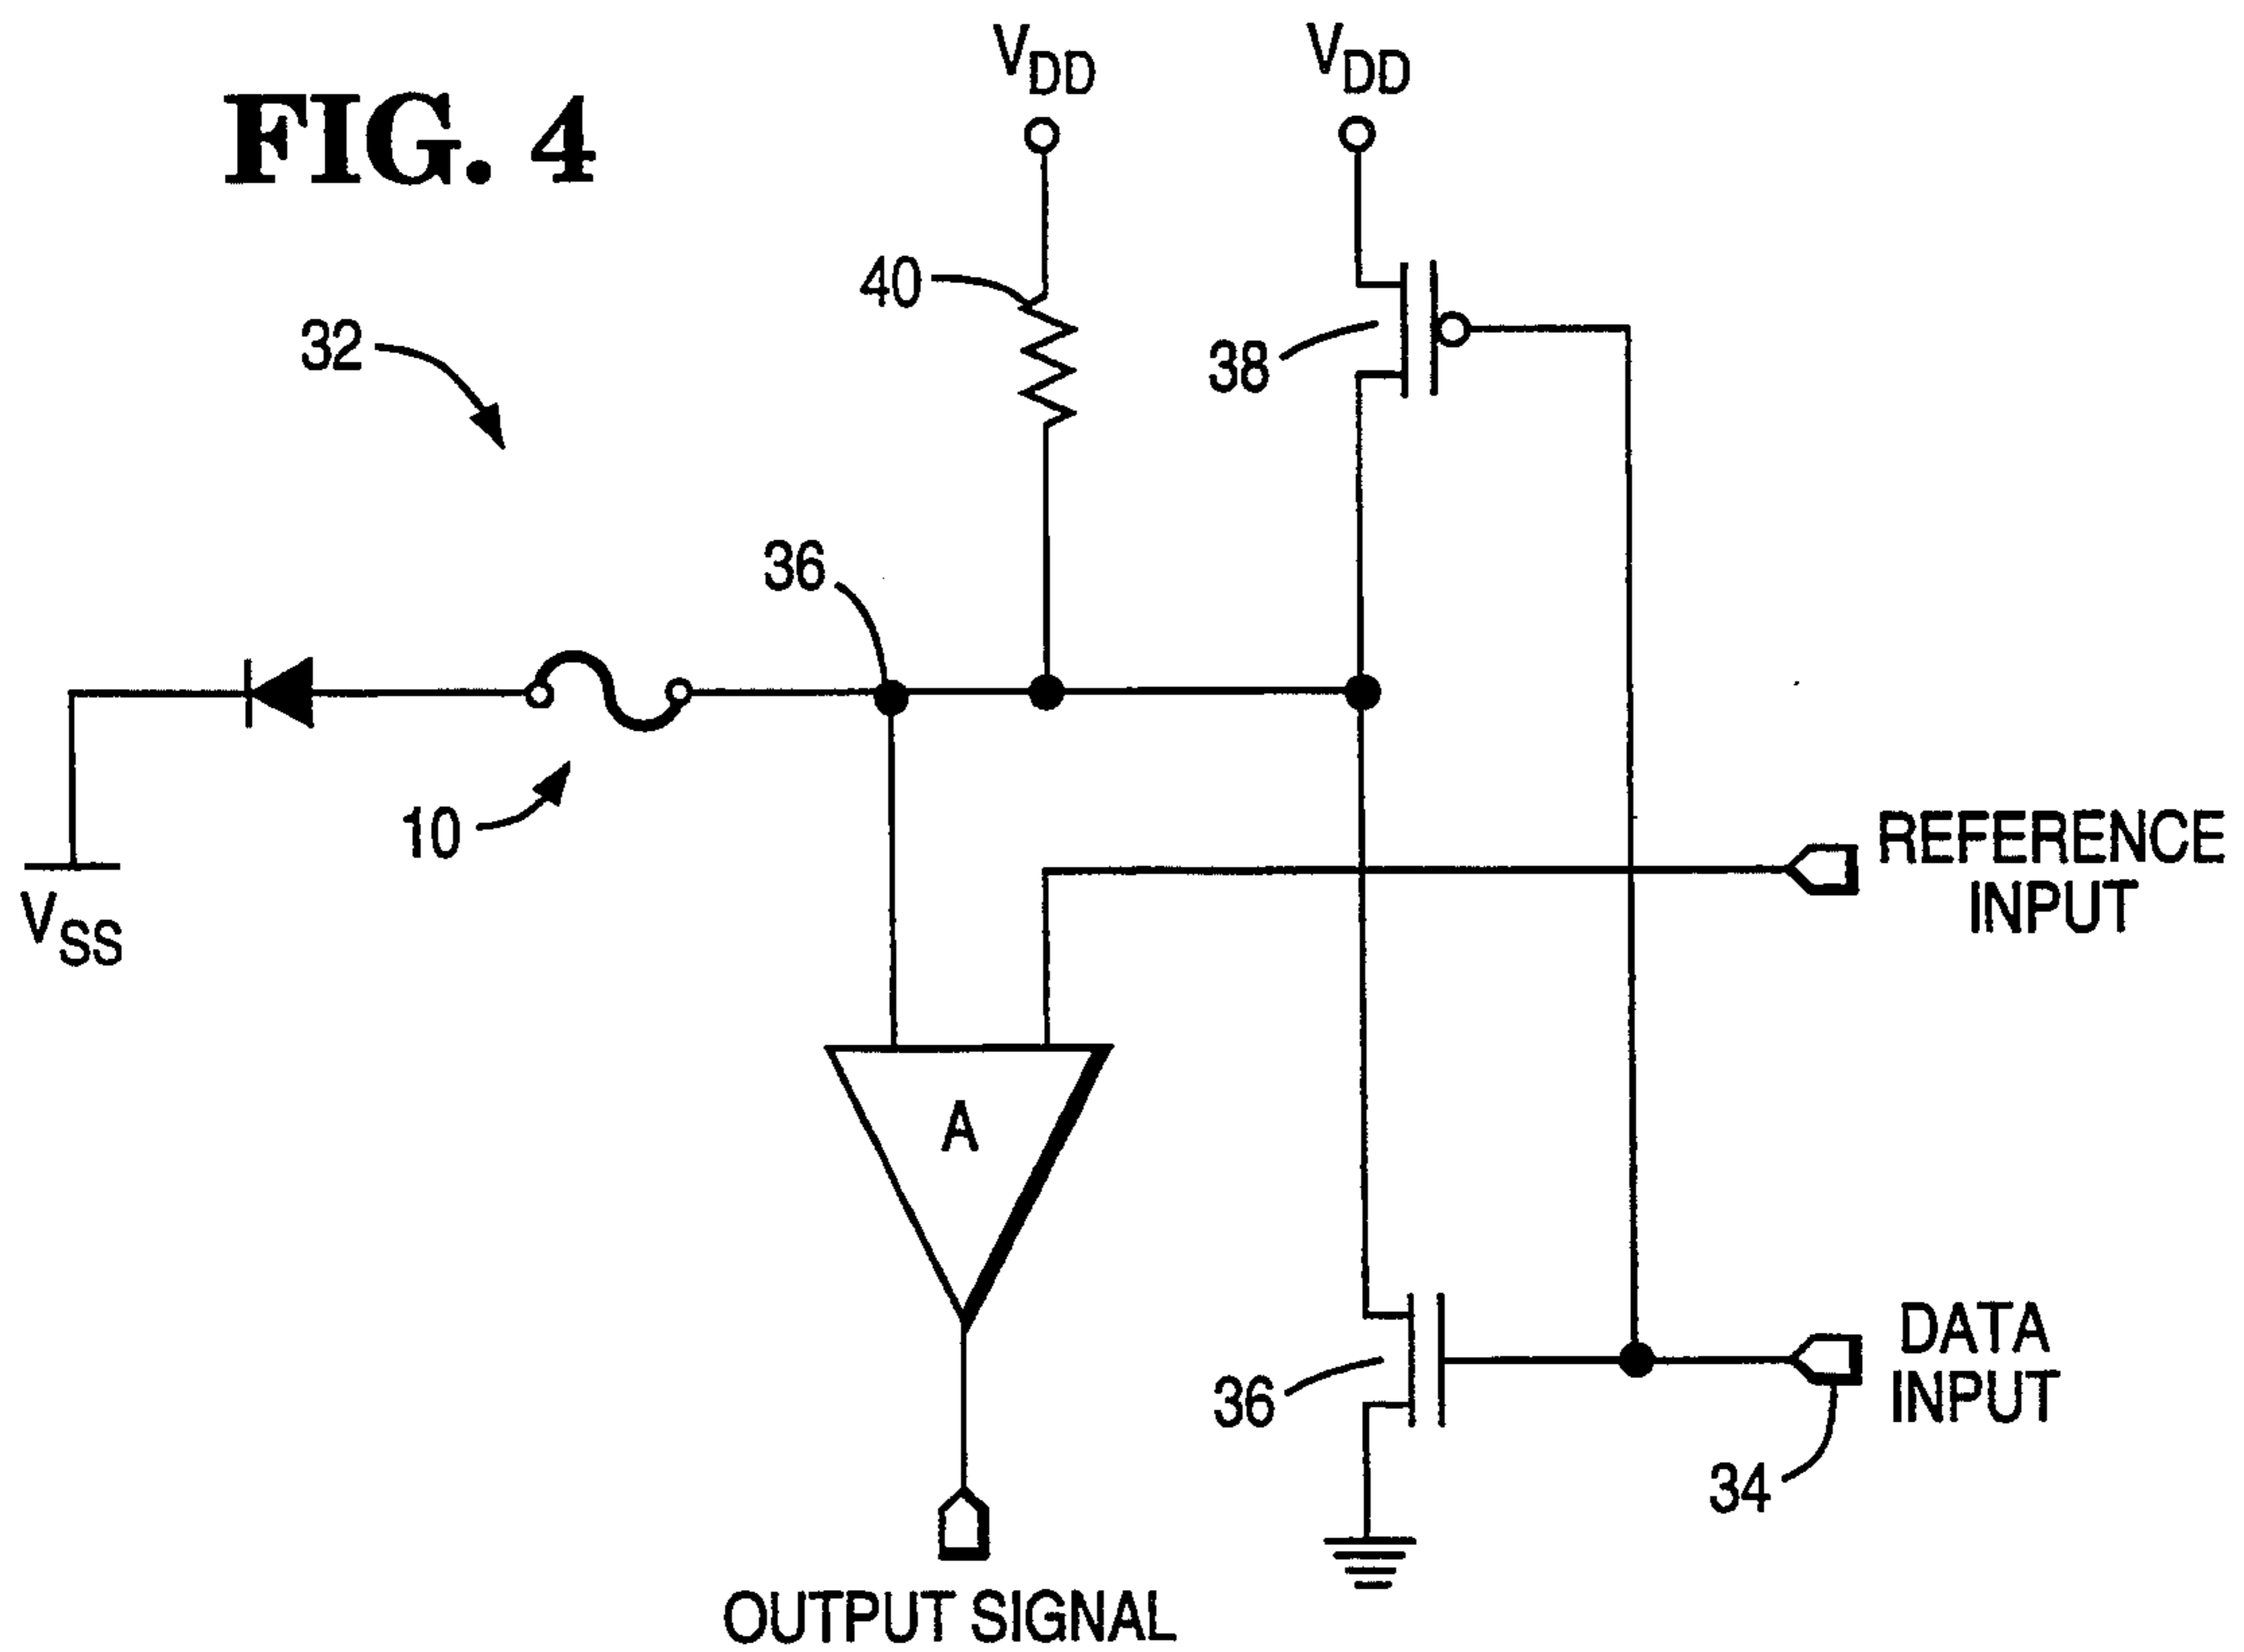 FIG. 4
VDD
VDD
40
32
38
36
10
VSS
REFERENCE
INPUT
A
DATA
INPUT
36
34
OUTPUT SIGNAL